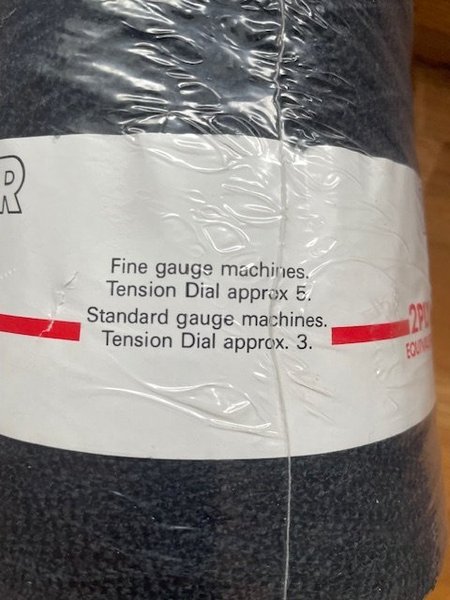 R
Fine gauge machines.
Tension Dial approx 5.
Standard gauge machines.
Tension Dial approx. 3.